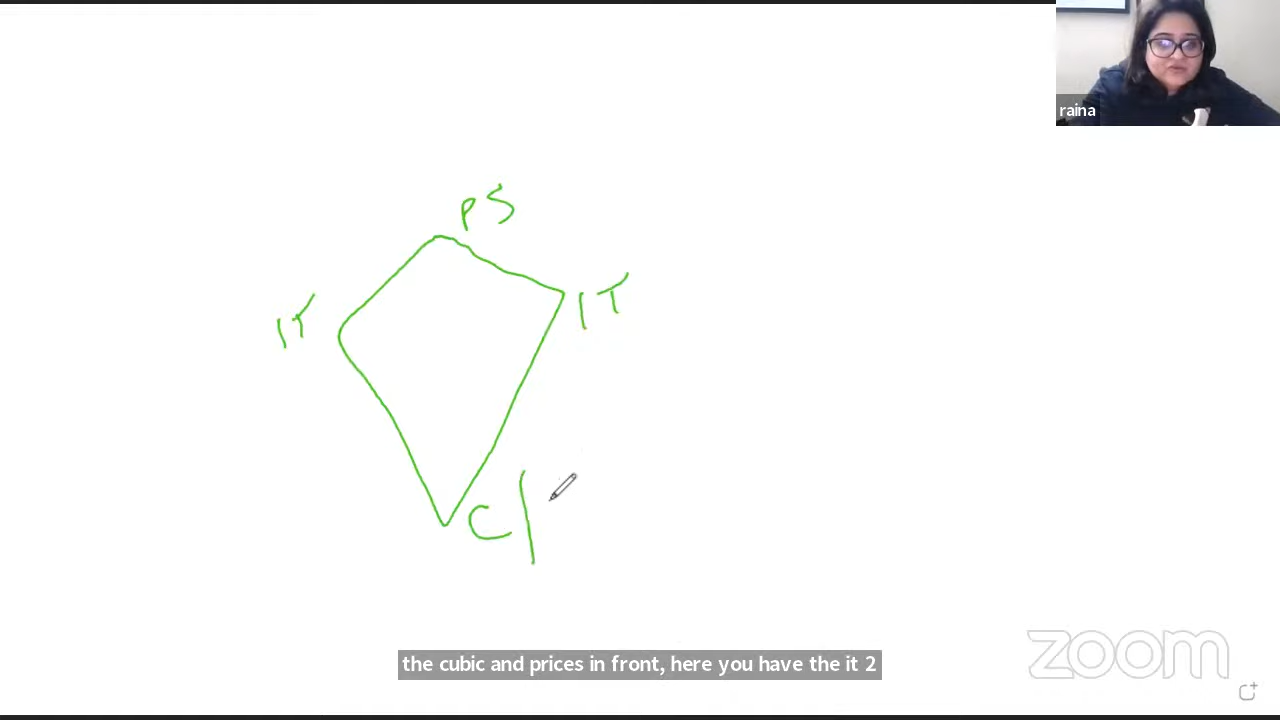 raina
PS
IT
IT
C
the cubic and prices in front, here you have the it 2
zoom